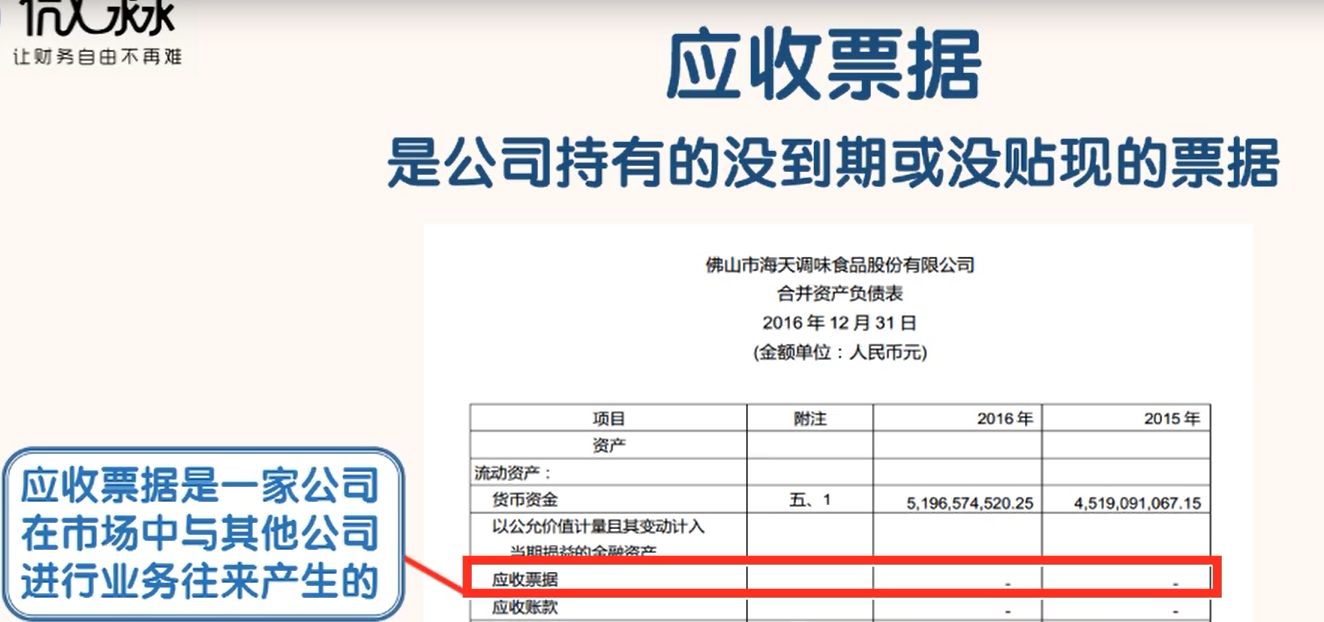 让财务自由不再难
应收票据
是公司持有的没到期或没贴现的票据
佛山市海天调味食品股份有限公司
合并资产负债表
2016 年 12 月 31 日
(金额单位：人民币元)
项目 附注 2016 年 2015 年
资产
流动资产：
货币资金 五、1 5,196,574,520.25 4,519,091,067.15
以公允价值计量且其变动计入
当期损益的金融资产
应收票据 - -
应收账款 - -
应收票据是一家公司
在市场中与其他公司
进行业务往来产生的